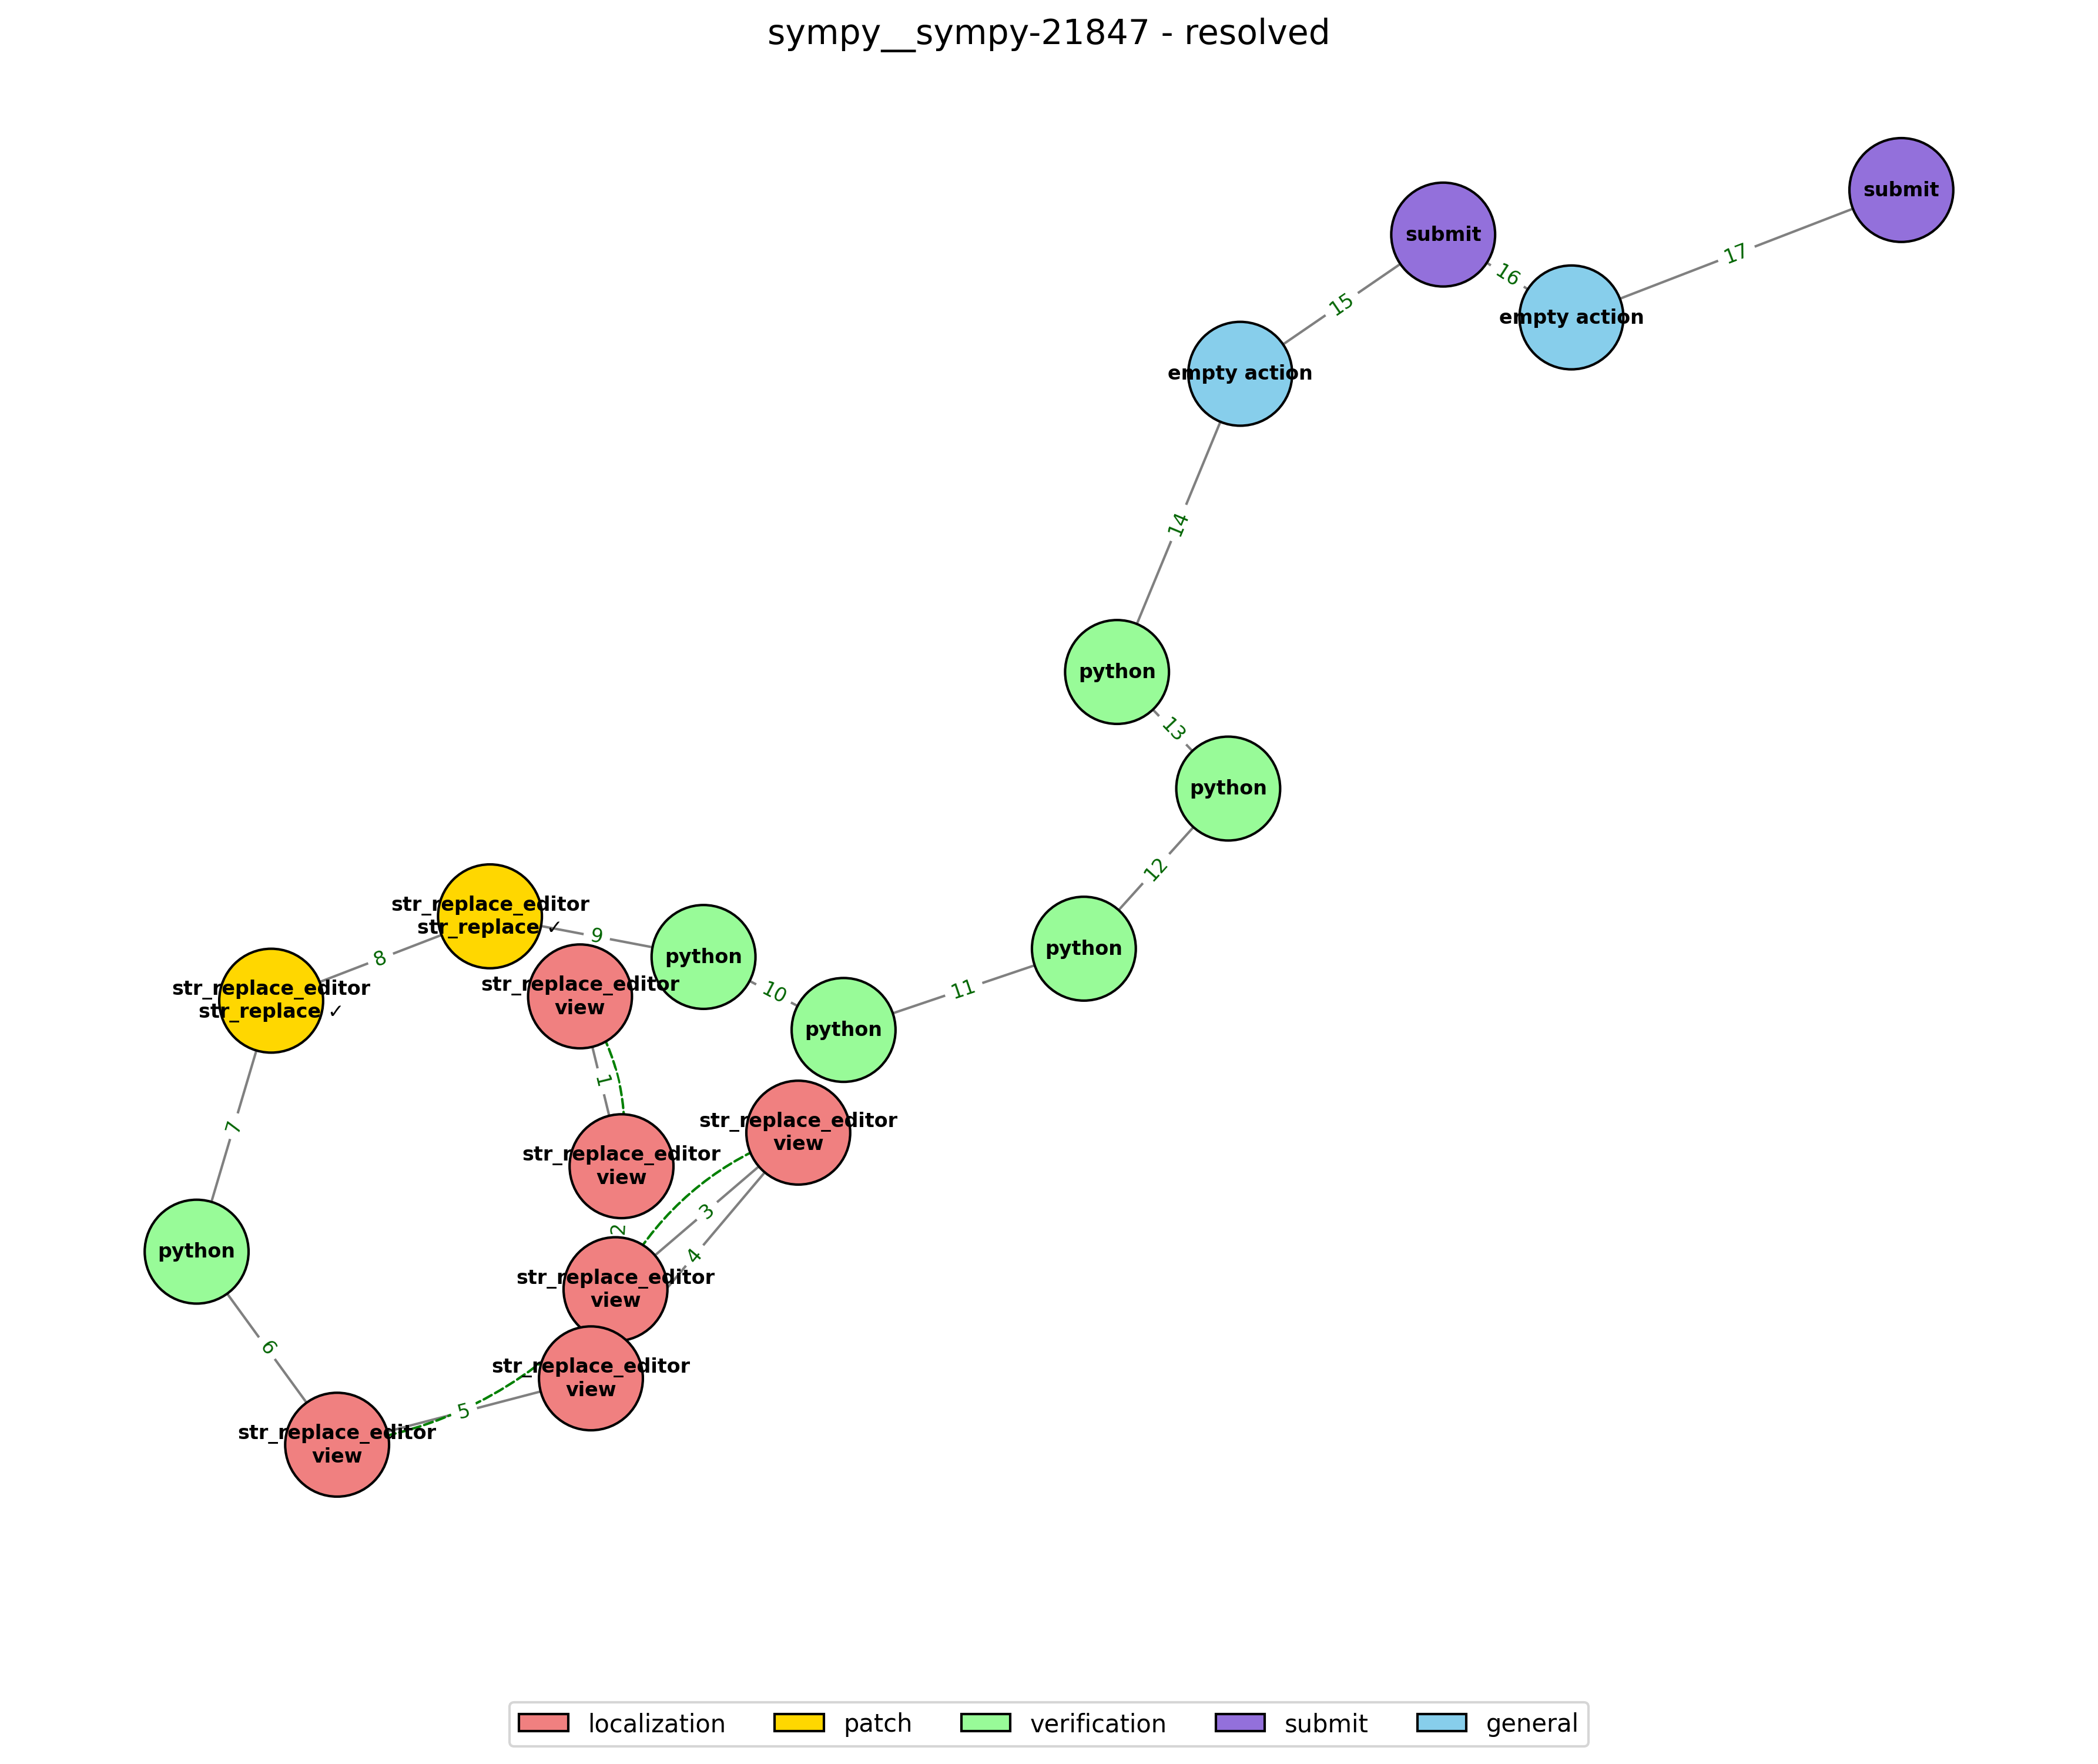 sympy__sympy-21847 - resolved
submit
submit
17
16
15
empty action
empty action
14
python
13
python
12
python
11
str_replace_editor
str_replace ✓
9
python
10
python
8
str_replace_editor
str_replace ✓
str_replace_editor
view
1
7
str_replace_editor
view
str_replace_editor
view
3
2
4
python
str_replace_editor
view
6
str_replace_editor
view
5
str_replace_editor
view
localization
patch
verification
submit
general